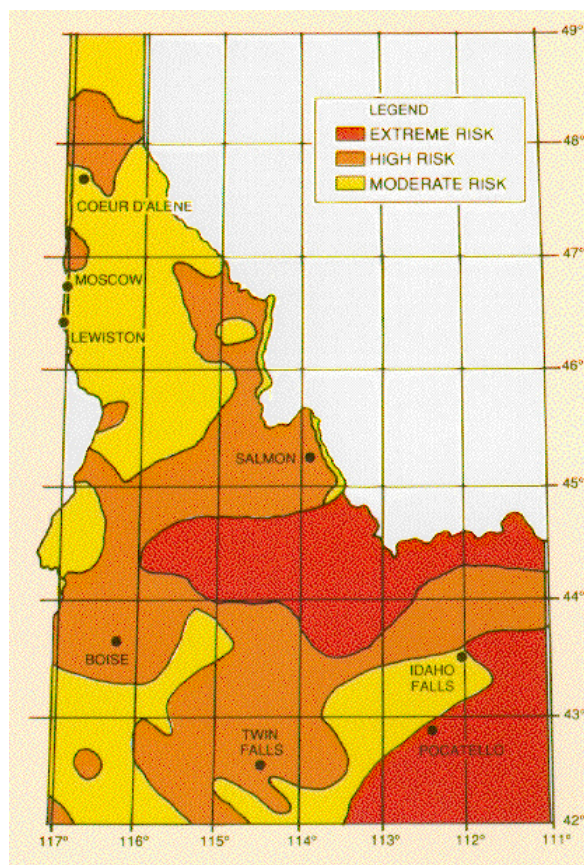 49°
LEGEND
EXTREME RISK
HIGH RISK
MODERATE RISK
48°
COEUR D'ALENE
47°
MOSCOW
LEWISTON
46°
SALMON
45°
44°
BOISE
IDAHO
FALLS
43°
TWIN
FALLS
POCATELLO
42°
117° 116° 115° 114° 113° 112° 111°